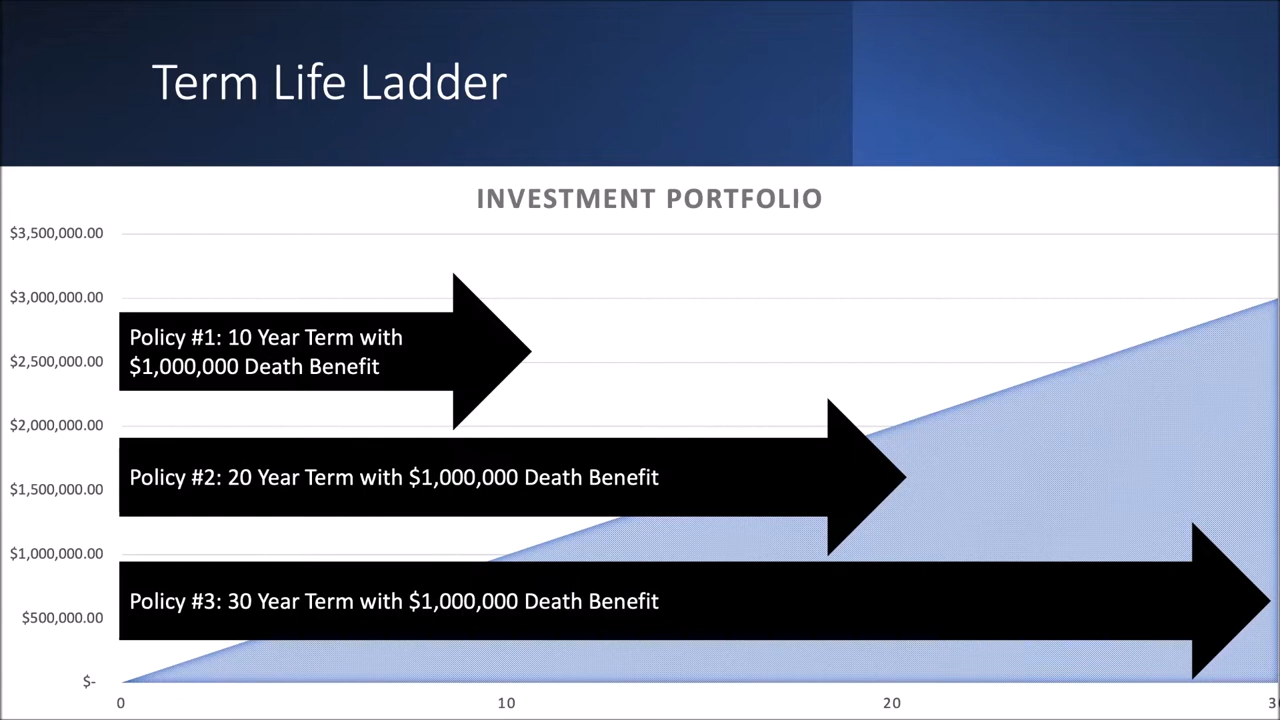 Term Life Ladder
INVESTMENT PORTFOLIO
$3,500,000.00
$3,000,000.00
Policy #1: 10 Year Term with
$1,000,000 Death Benefit
$2,500,000.00
$2,000,000.00
Policy #2: 20 Year Term with $1,000,000 Death Benefit
$1,500,000.00
$1,000,000.00
Policy #3: 30 Year Term with $1,000,000 Death Benefit
$500,000.00
$-
0 10 20 3